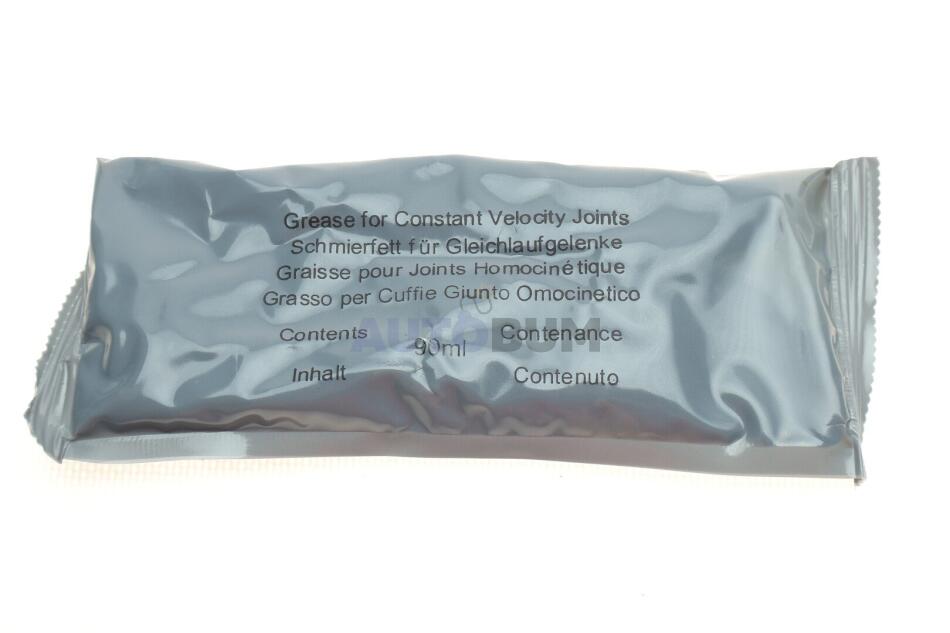 Grease for Constant Velocity Joints
Schmierfett für Gleichlaufgelenke
Graisse pour Joints Homocinétique
Grasso per Cuffie Giunto Omocinetico
Contents Contenance
AUTOBUM
90ml
Inhalt Contenuto